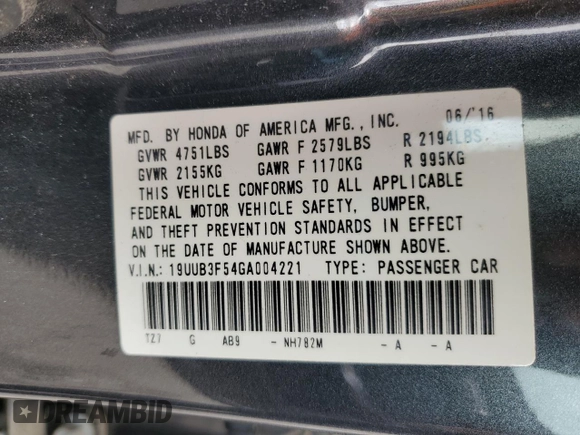 06/'16
MFD. BY HONDA OF AMERICA MFG., INC.
GVWR 4751LBS GAWR F 2579LBS R 2194LBS
GVWR 2155KG GAWR F 1170KG R 995KG
THIS VEHICLE CONFORMS TO ALL APPLICABLE
FEDERAL MOTOR VEHICLE SAFETY, BUMPER,
AND THEFT PREVENTION STANDARDS IN EFFECT
ON THE DATE OF MANUFACTURE SHOWN ABOVE.
V.I.N.: 19UUB3F54GA004221 TYPE: PASSENGER CAR
TZ7 G AB9 - NH782M - A - A
DREAMBID